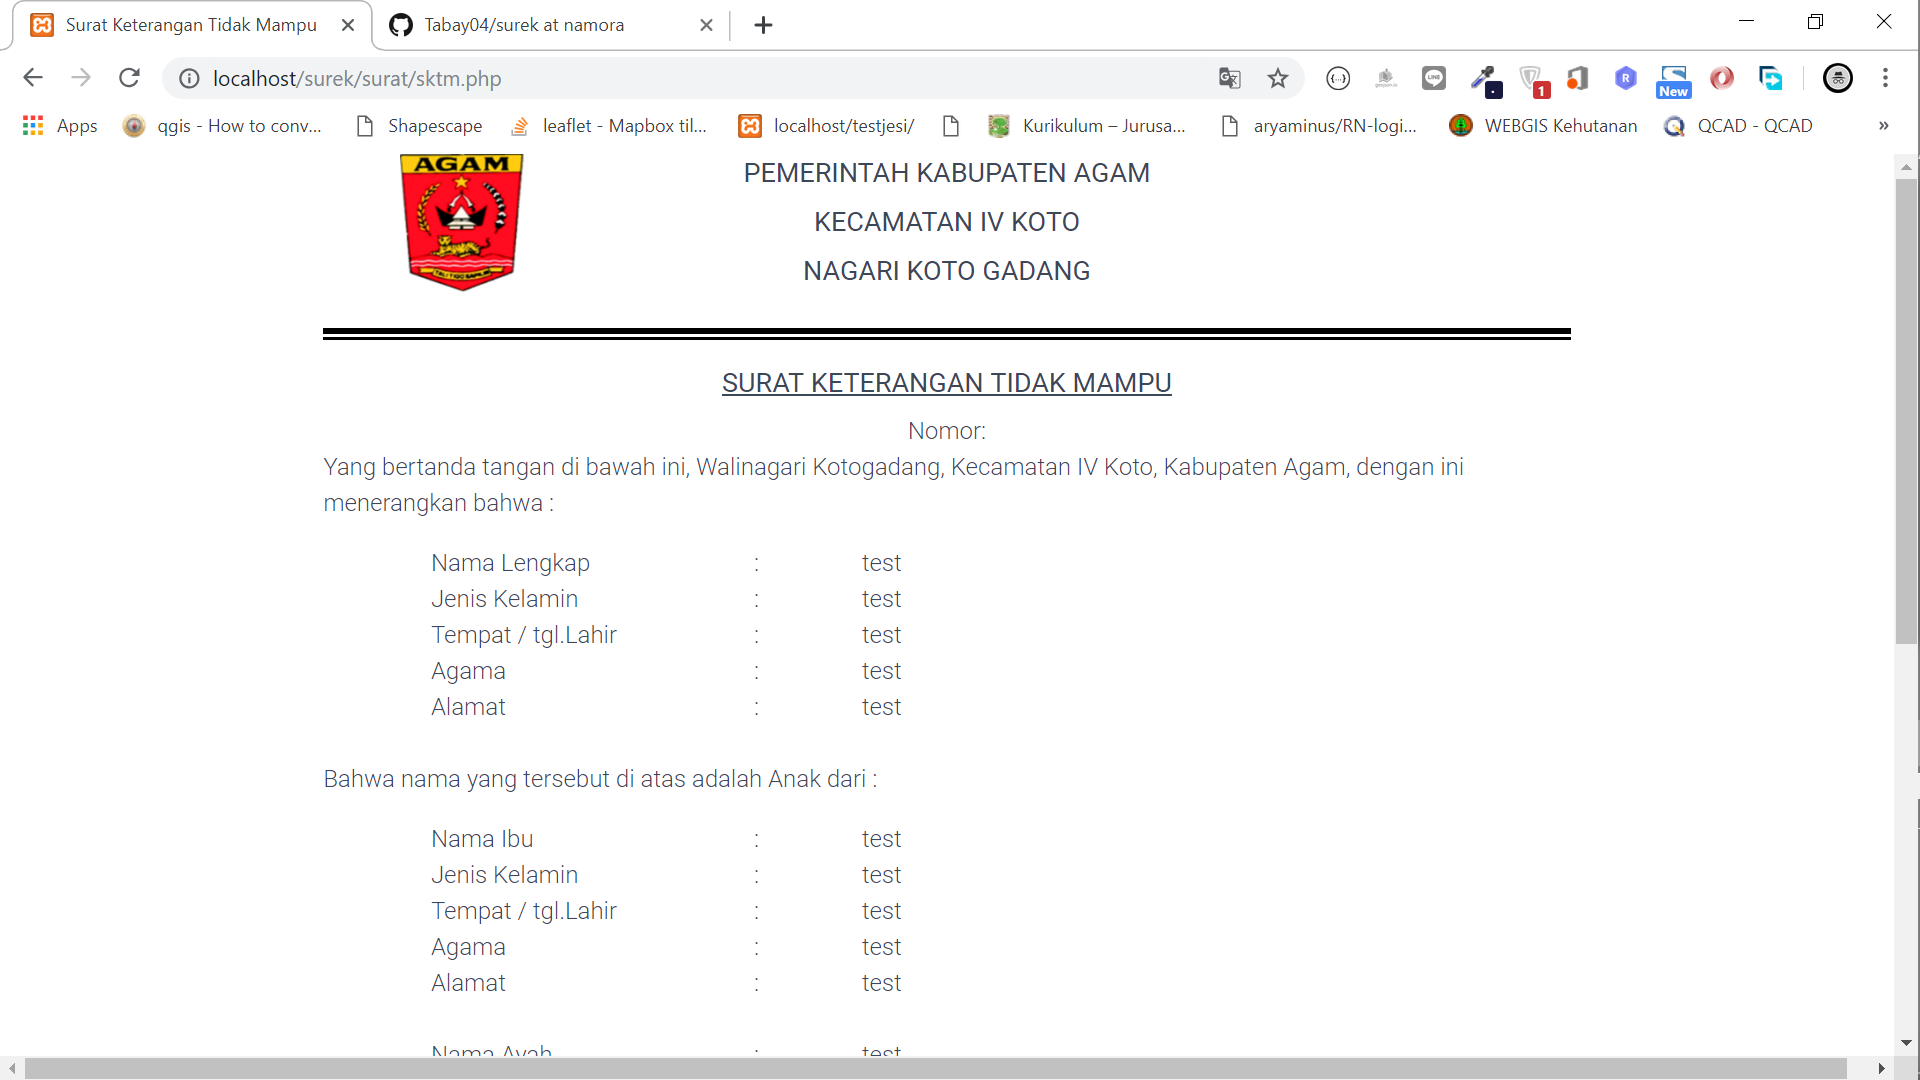 Surat Keterangan Tidak Mampu
Tabay04/surek at namora
localhost/surek/surat/sktm.php
LINE
1
R
New
Apps
qgis - How to conv...
Shapescape
leaflet - Mapbox til...
localhost/testjesi/
Kurikulum – Jurusa...
aryaminus/RN-logi...
WEBGIS Kehutanan
QCAD - QCAD
»
AGAM
PEMERINTAH KABUPATEN AGAM
KECAMATAN IV KOTO
NAGARI KOTO GADANG
SURAT KETERANGAN TIDAK MAMPU
Nomor:
Yang bertanda tangan di bawah ini, Walinagari Kotogadang, Kecamatan IV Koto, Kabupaten Agam, dengan ini
menerangkan bahwa :
Nama Lengkap : test
Jenis Kelamin : test
Tempat / tgl.Lahir : test
Agama : test
Alamat : test
Bahwa nama yang tersebut di atas adalah Anak dari :
Nama Ibu : test
Jenis Kelamin : test
Tempat / tgl.Lahir : test
Agama : test
Alamat : test
Nama Ayah : test